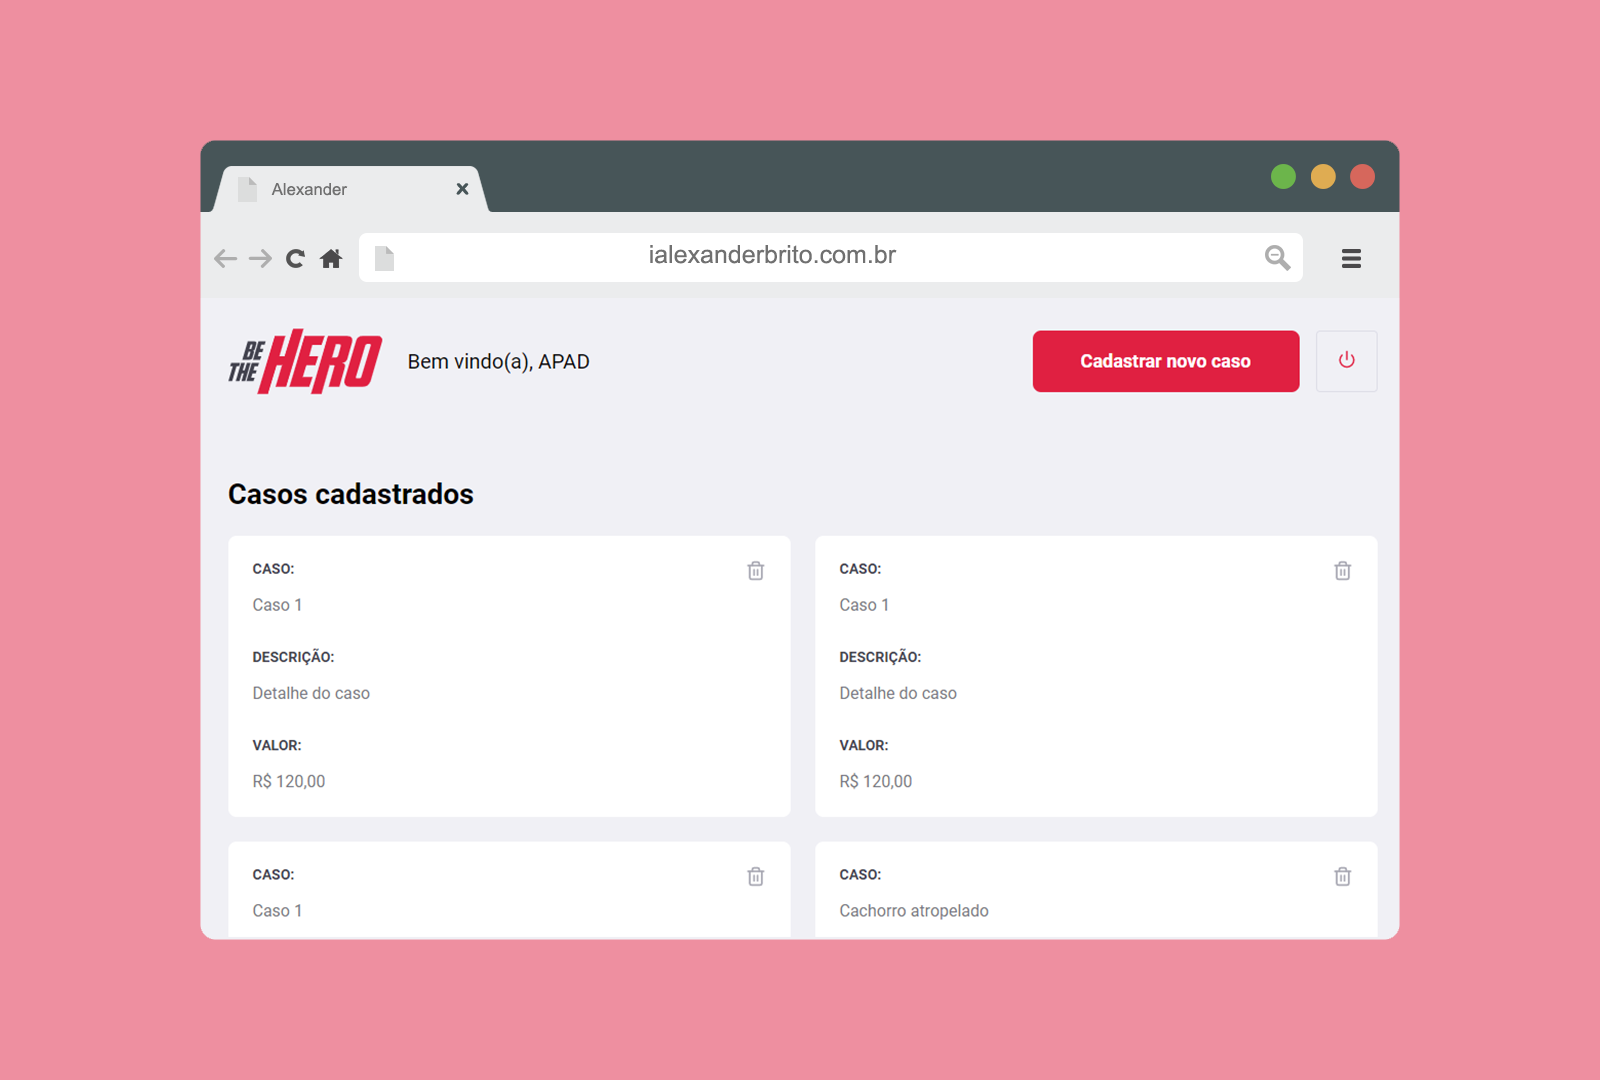 Alexander
ialexanderbrito.com.br
BE THE HERO
Bem vindo(a), APAD
Cadastrar novo caso
Casos cadastrados
CASO:
Caso 1
DESCRIÇÃO:
Detalhe do caso
VALOR:
R$ 120,00
CASO:
Caso 1
DESCRIÇÃO:
Detalhe do caso
VALOR:
R$ 120,00
CASO:
Caso 1
CASO:
Cachorro atropelado